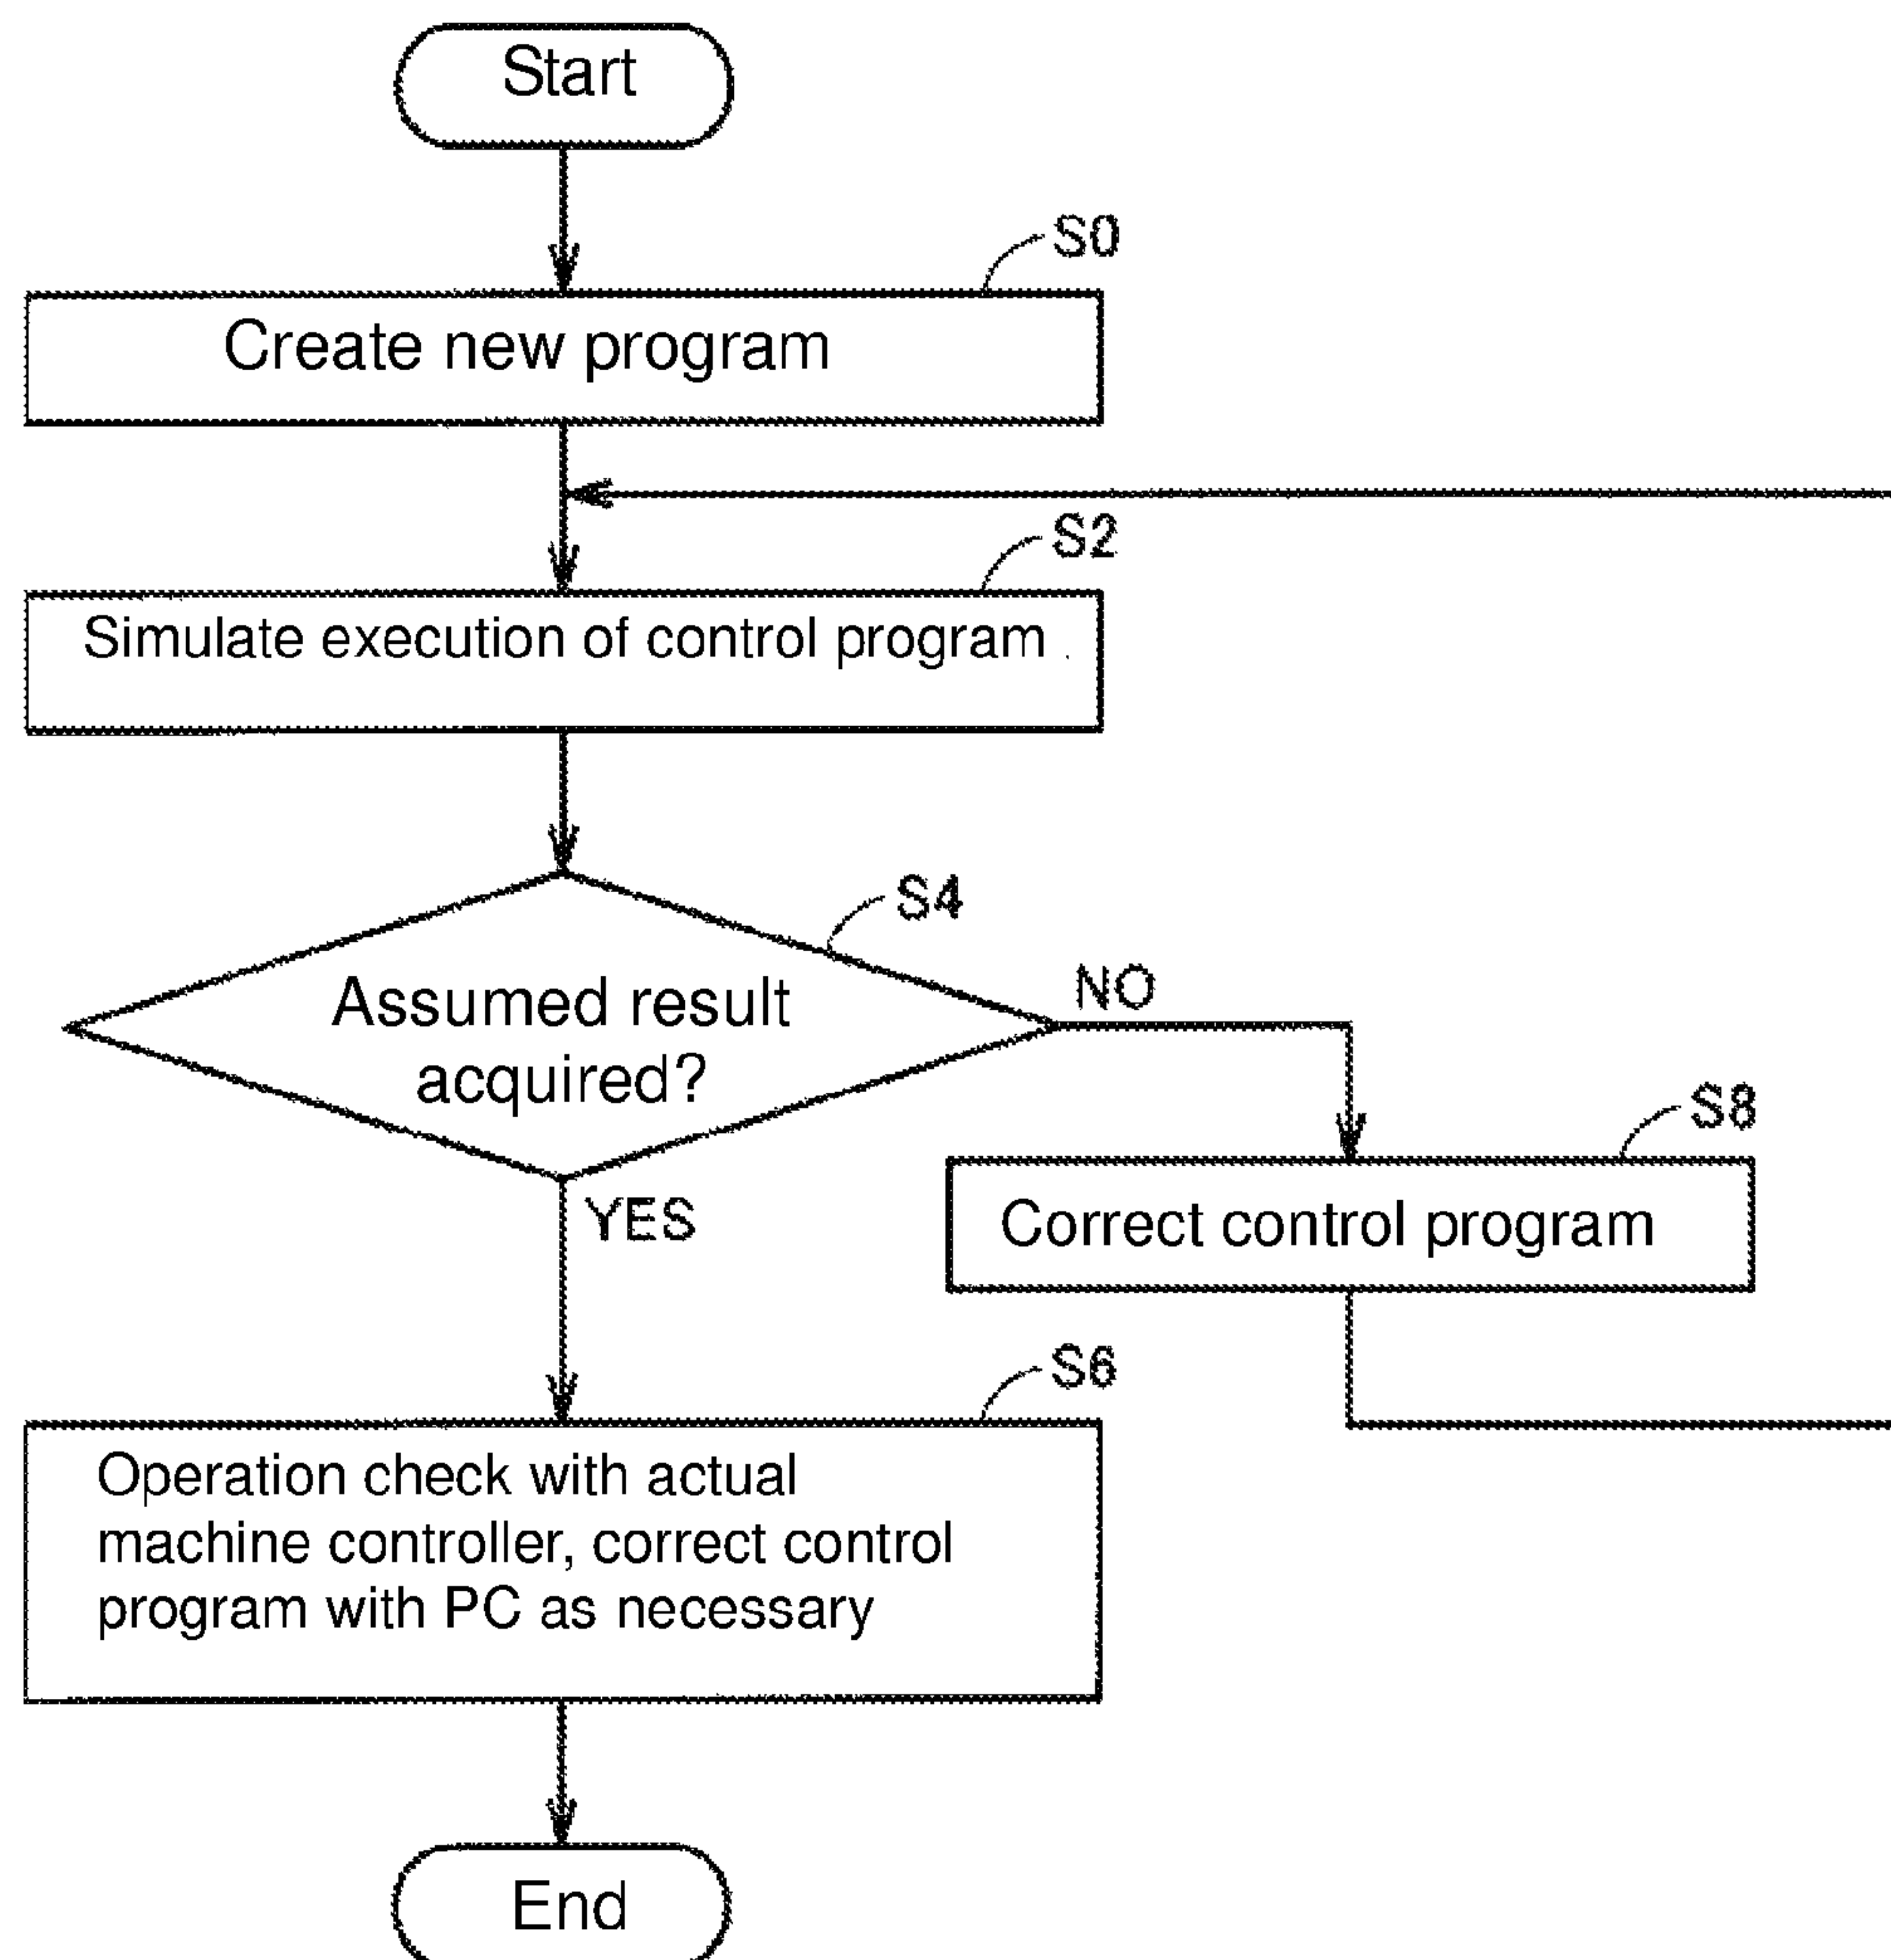 Start
S0
Create new program
S2
Simulate execution of control program
S4
Assumed result
acquired?
NO
YES
S8
Correct control program
S6
Operation check with actual
machine controller, correct control
program with PC as necessary
End